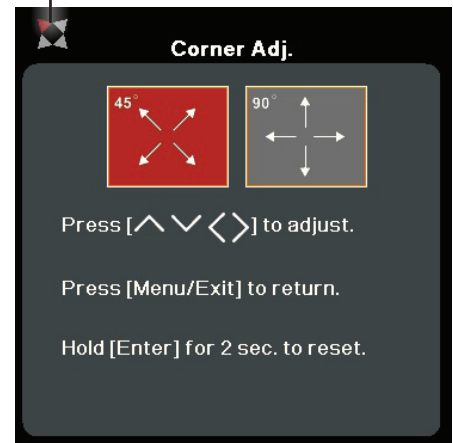 Corner Adj.
45° 90°
Press [∧ ∨ < >] to adjust.
Press [Menu/Exit] to return.
Hold [Enter] for 2 sec. to reset.